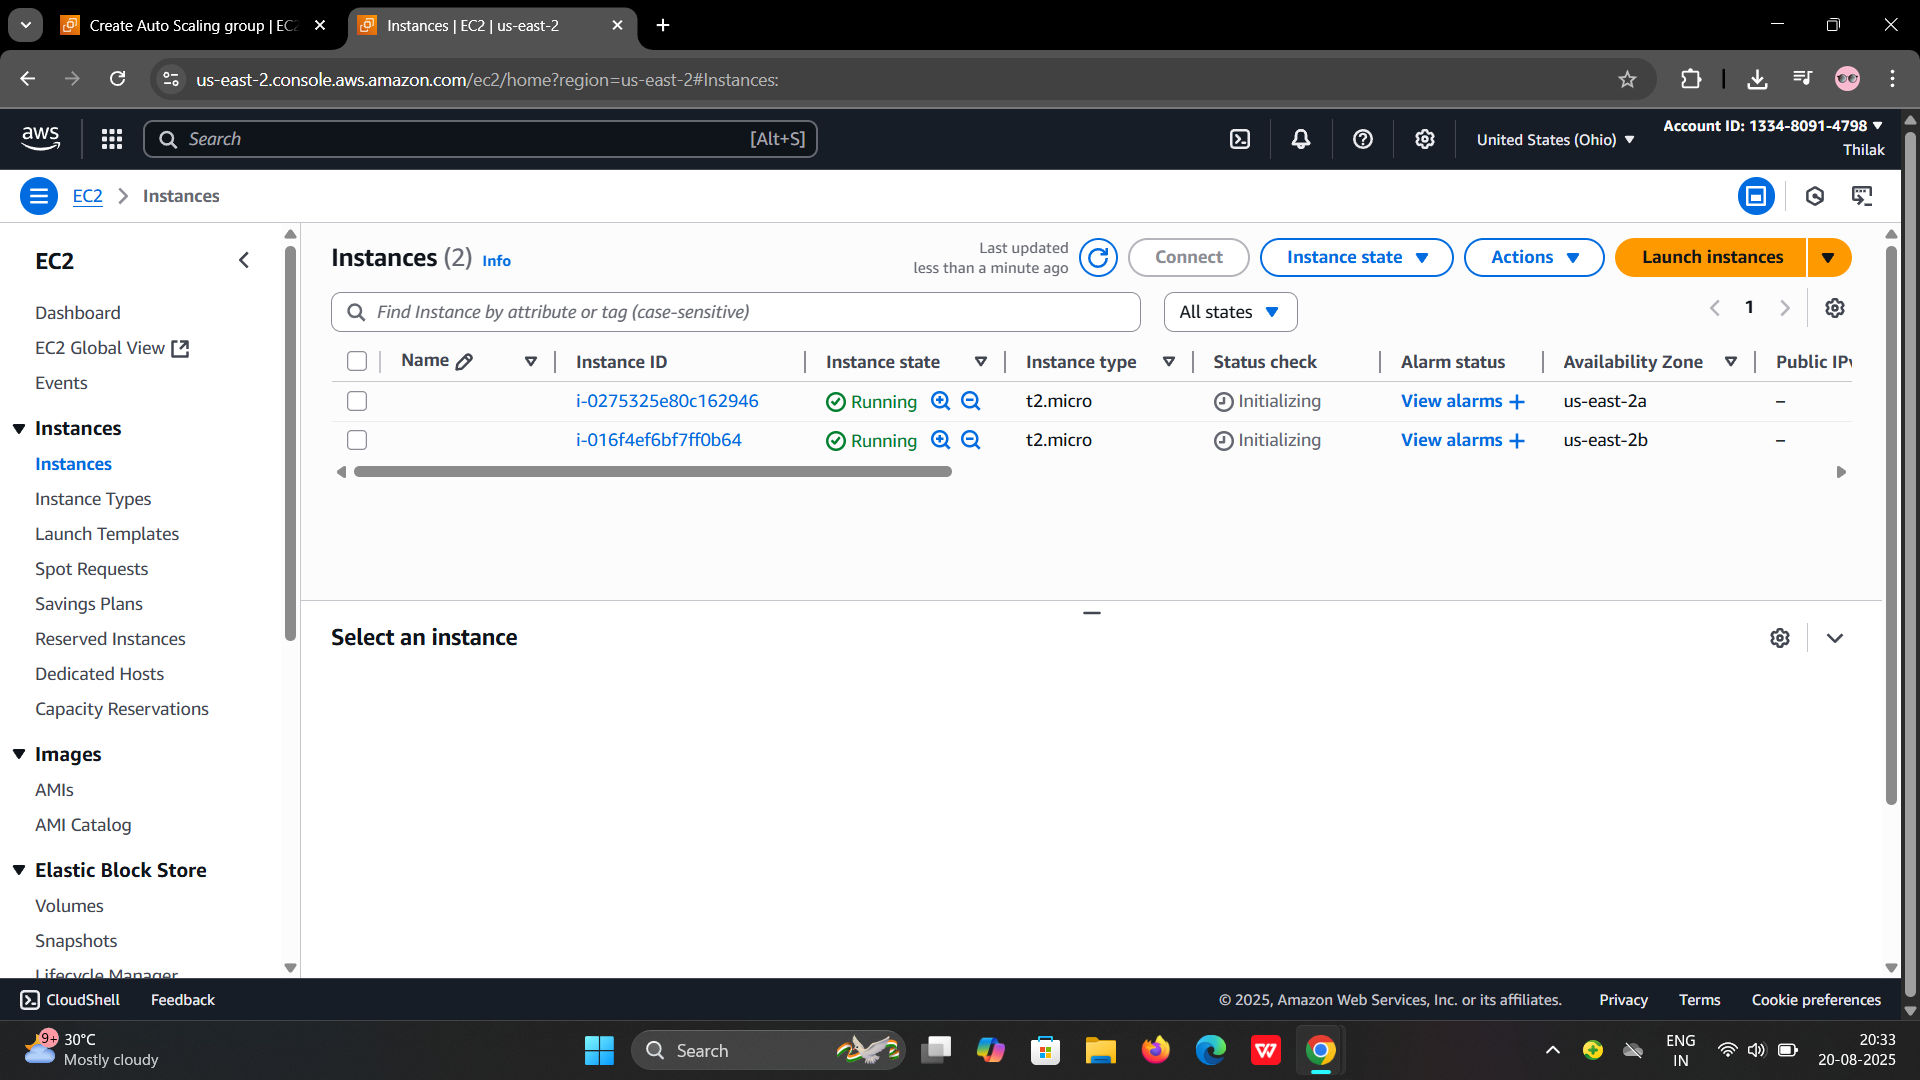 Create Auto Scaling group | EC2
Instances | EC2 | us-east-2
us-east-2.console.aws.amazon.com/ec2/home?region=us-east-2#Instances:
aws
Search
[Alt+S]
United States (Ohio)
Account ID: 1334-8091-4798
Thilak
EC2
Instances
EC2
Dashboard
EC2 Global View
Events
Instances
Instances
Instance Types
Launch Templates
Spot Requests
Savings Plans
Reserved Instances
Dedicated Hosts
Capacity Reservations
Images
AMIs
AMI Catalog
Elastic Block Store
Volumes
Snapshots
Lifecycle Manager
Instances (2) Info
Last updated
less than a minute ago
Connect
Instance state
Actions
Launch instances
Find Instance by attribute or tag (case-sensitive)
All states
1
Name Instance ID Instance state Instance type Status check Alarm status Availability Zone Public IPv
i-0275325e80c162946 Running t2.micro Initializing View alarms + us-east-2a –
i-016f4ef6bf7ff0b64 Running t2.micro Initializing View alarms + us-east-2b –
Select an instance
CloudShell Feedback © 2025, Amazon Web Services, Inc. or its affiliates. Privacy Terms Cookie preferences
9+
30°C
Mostly cloudy
Search
W
ENG
IN
20:33
20-08-2025